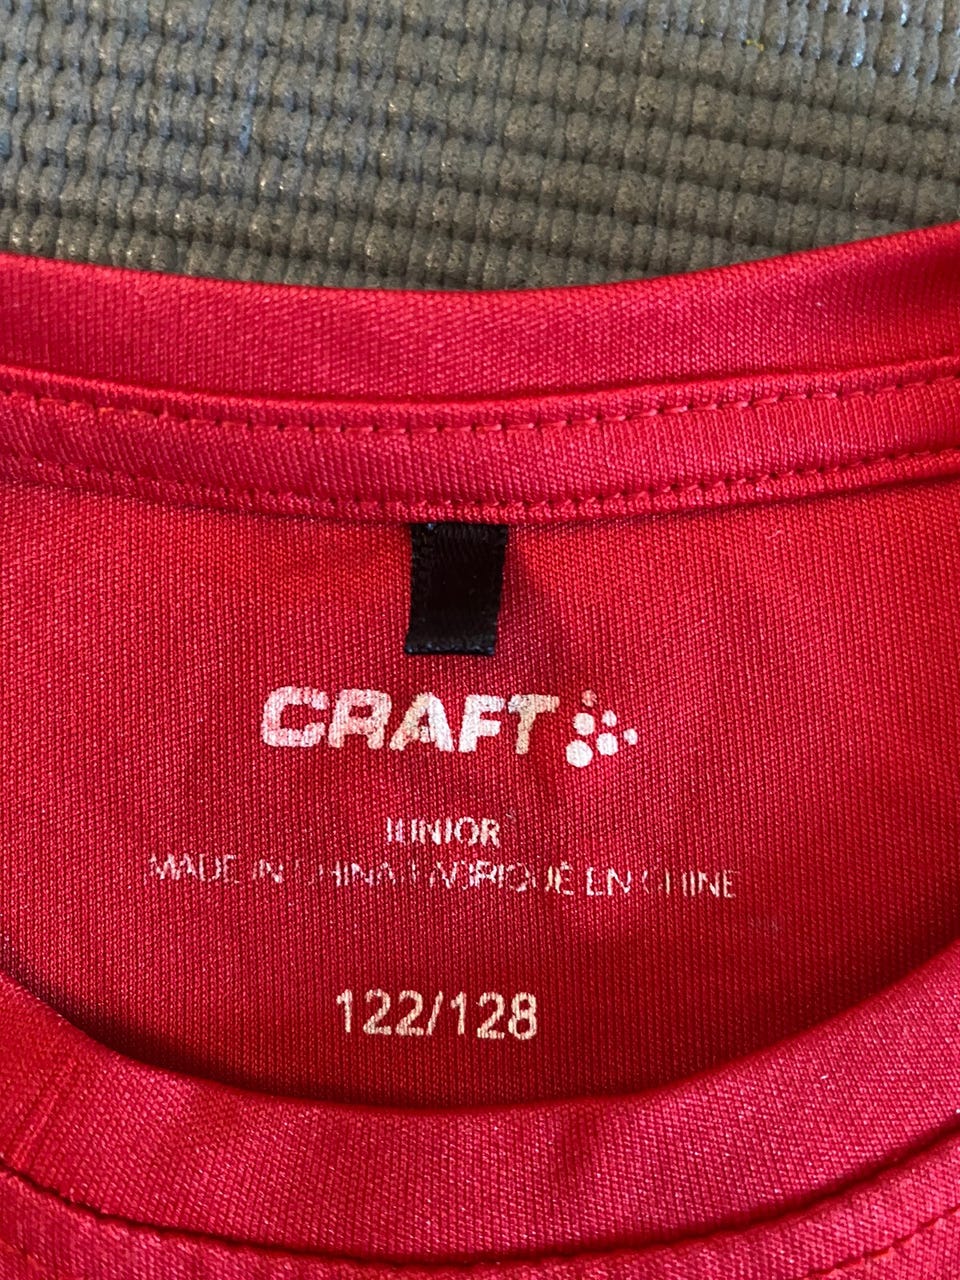 CRAFT
JUNIOR
MADE IN CHINA / FABRIQUÉ EN CHINE
122/128